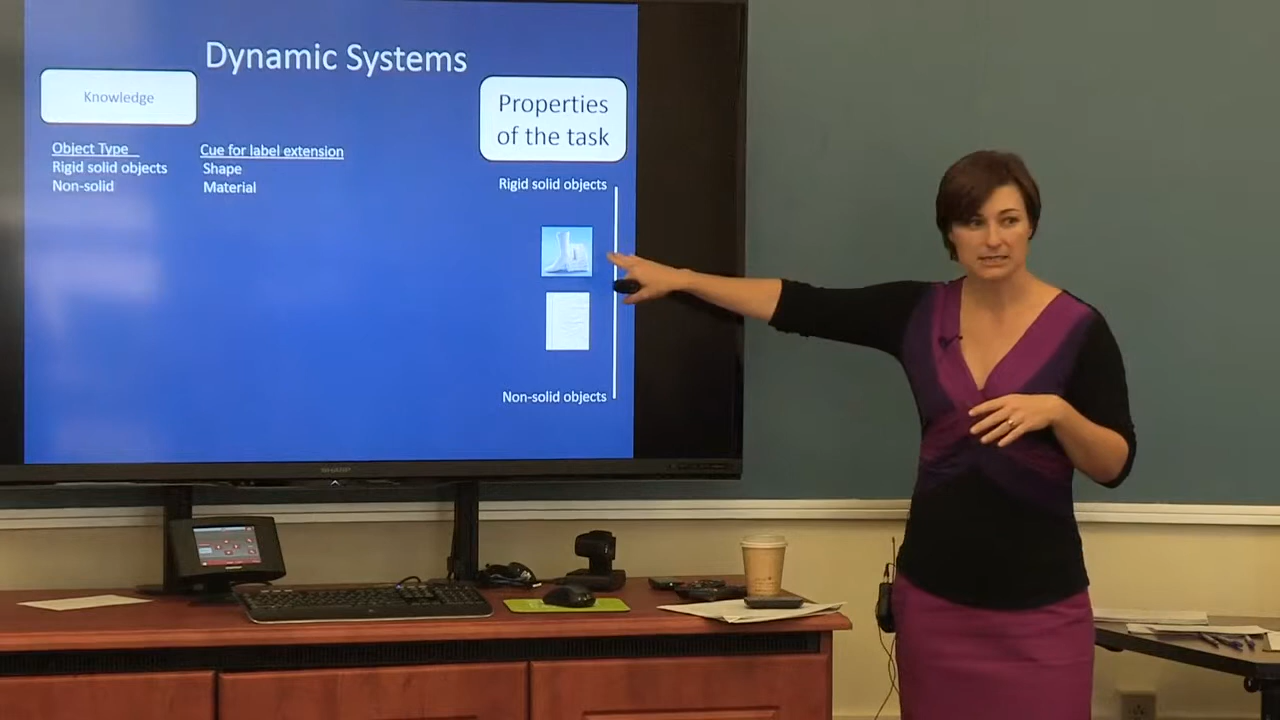 Dynamic Systems
Knowledge
Properties
of the task
Object Type
Cue for label extension
Rigid solid objects
Shape
Non-solid
Material
Rigid solid objects
Non-solid objects
SHARP